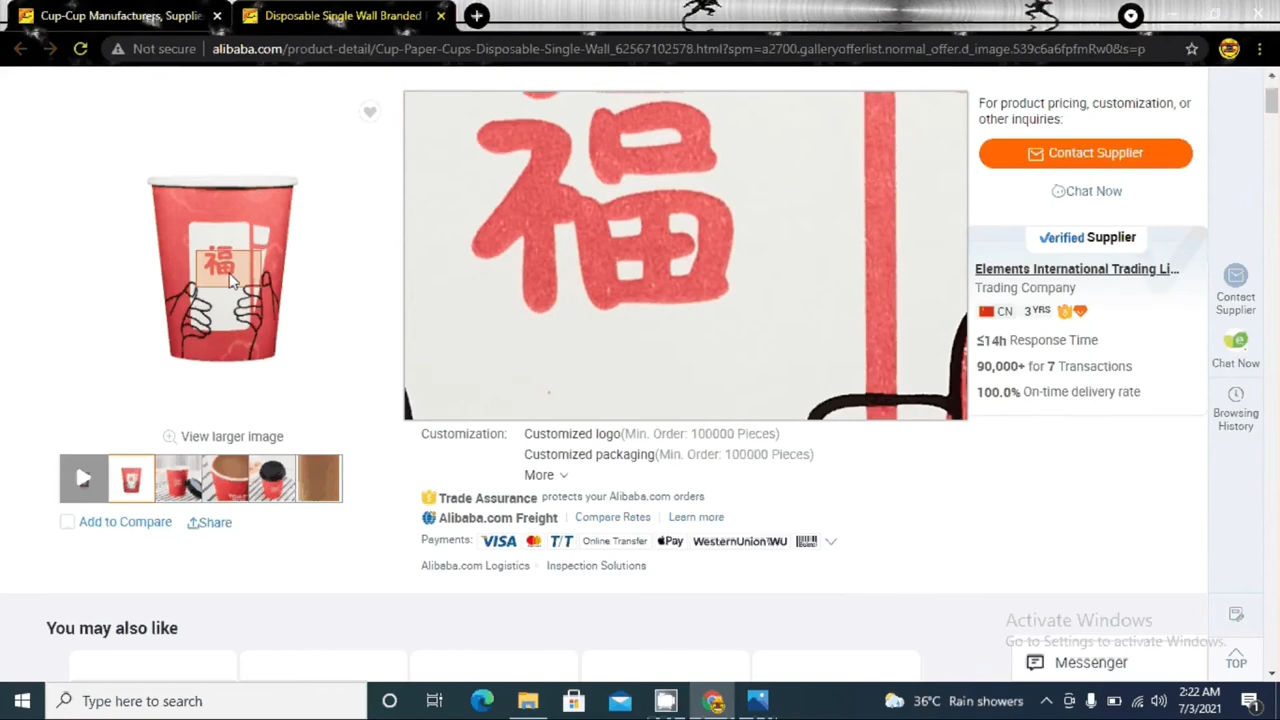 Cup-Cup Manufacturers, Supplie
Disposable Single Wall Branded
Not secure
alibaba.com/product-detail/Cup-Paper-Cups-Disposable-Single-Wall_62567102578.html?spm=a2700.galleryofferlist.normal_offer.d_image.539c6a6fpfmRw0&s=p
福
福
View larger image
Add to Compare
Share
Customization:
Customized logo(Min. Order: 100000 Pieces)
Customized packaging(Min. Order: 100000 Pieces)
More
Trade Assurance protects your Alibaba.com orders
Alibaba.com Freight | Compare Rates | Learn more
Payments: VISA T/T Online Transfer Pay WesternUnion WU
Alibaba.com Logistics · Inspection Solutions
For product pricing, customization, or
other inquiries:
Contact Supplier
Chat Now
Verified Supplier
Elements International Trading Li...
Trading Company
CN 3 YRS
≤14h Response Time
90,000+ for 7 Transactions
100.0% On-time delivery rate
Contact
Supplier
Chat Now
Browsing
History
TOP
You may also like
Activate Windows
Go to Settings to activate Windows.
Messenger
Type here to search
36°C Rain showers
2:22 AM
7/3/2021
1